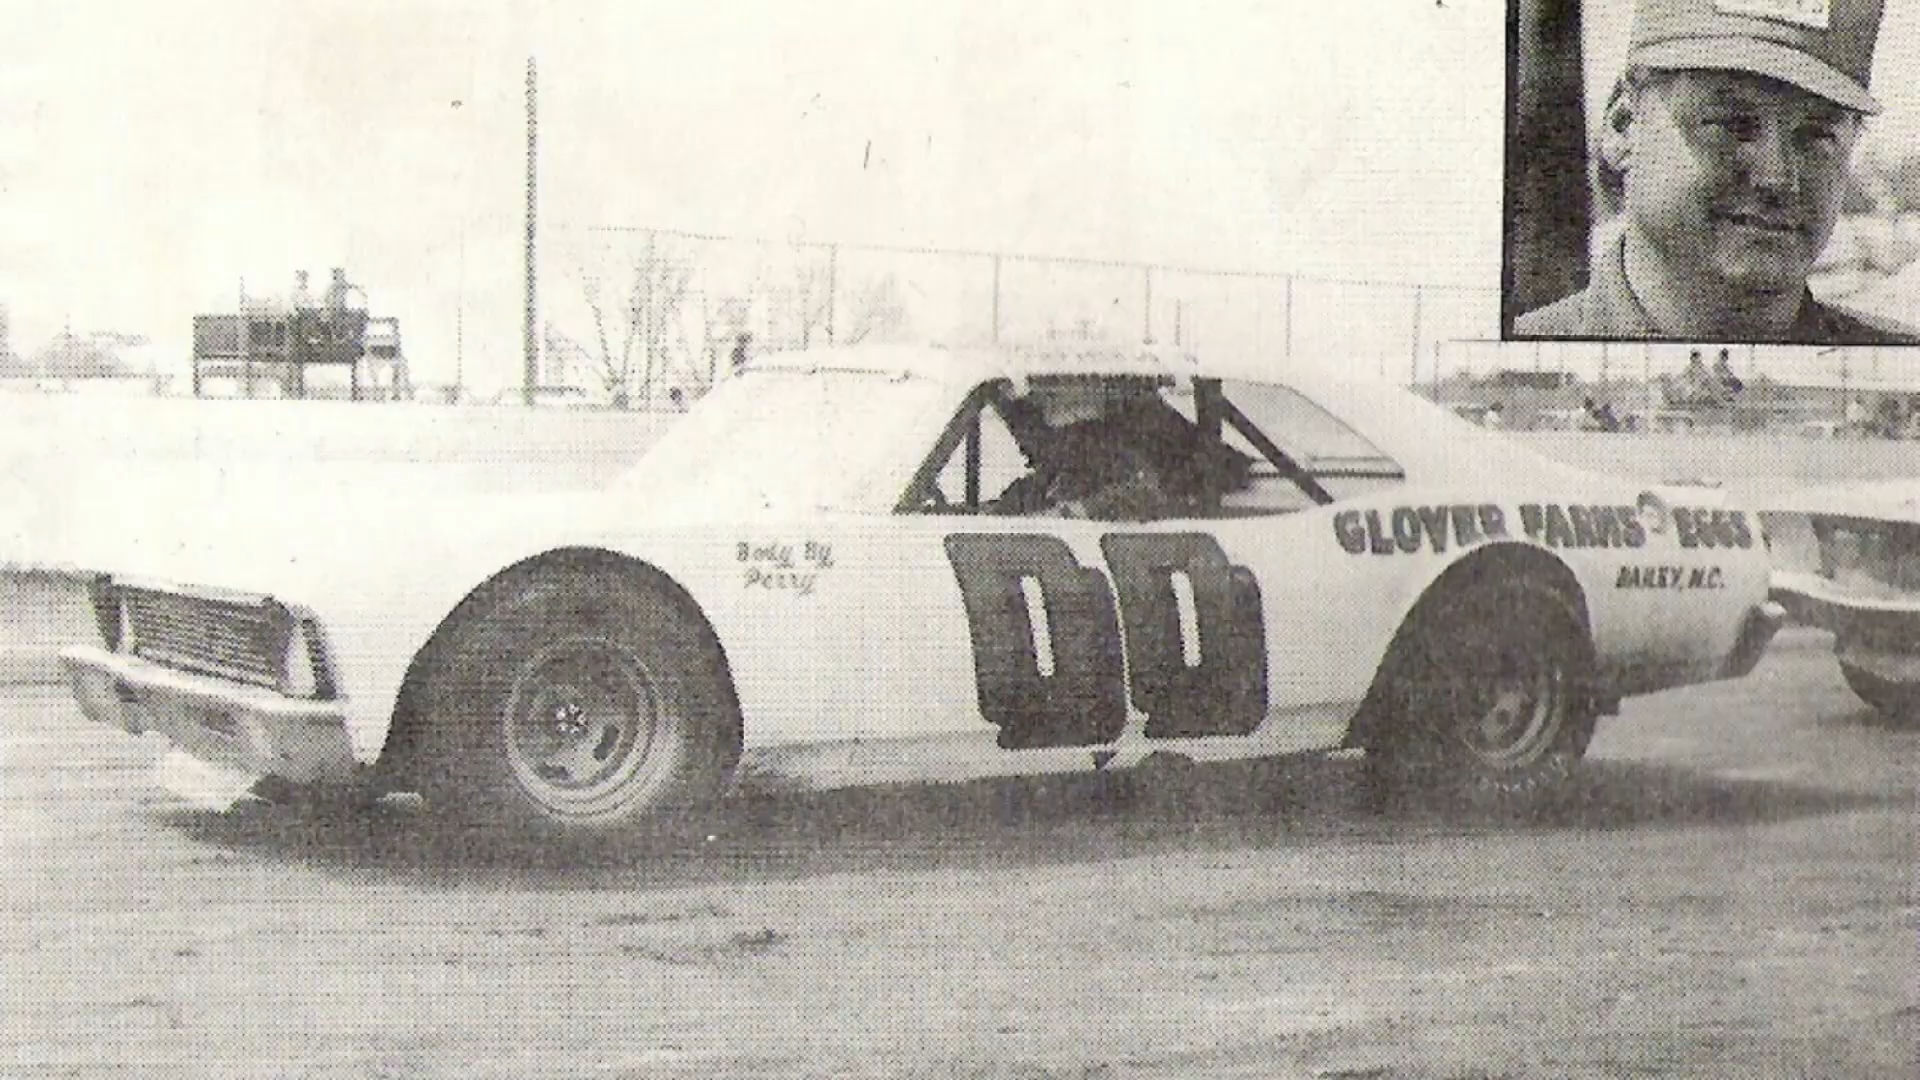 Body By
Perry
00
GLOVER FARMS EGGS
BAILEY, N.C.